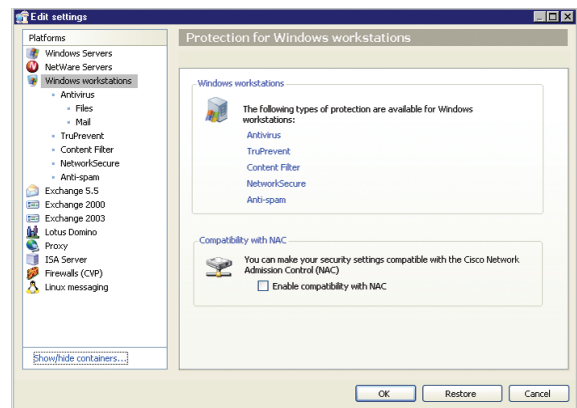 Edit settings
Platforms
Windows Servers
NetWare Servers
Windows workstations
Antivirus
Files
Mail
TruPrevent
Content Filter
NetworkSecure
Anti-spam
Exchange 5.5
Exchange 2000
Exchange 2003
Lotus Domino
Proxy
ISA Server
Firewalls (CVP)
Linux messaging
Show/hide containers...
Protection for Windows workstations
Windows workstations
The following types of protection are available for Windows
workstations:
Antivirus
TruPrevent
Content Filter
NetworkSecure
Anti-spam
Compatibility with NAC
You can make your security settings compatible with the Cisco Network
Admission Control (NAC)
Enable compatibility with NAC
OK
Restore
Cancel